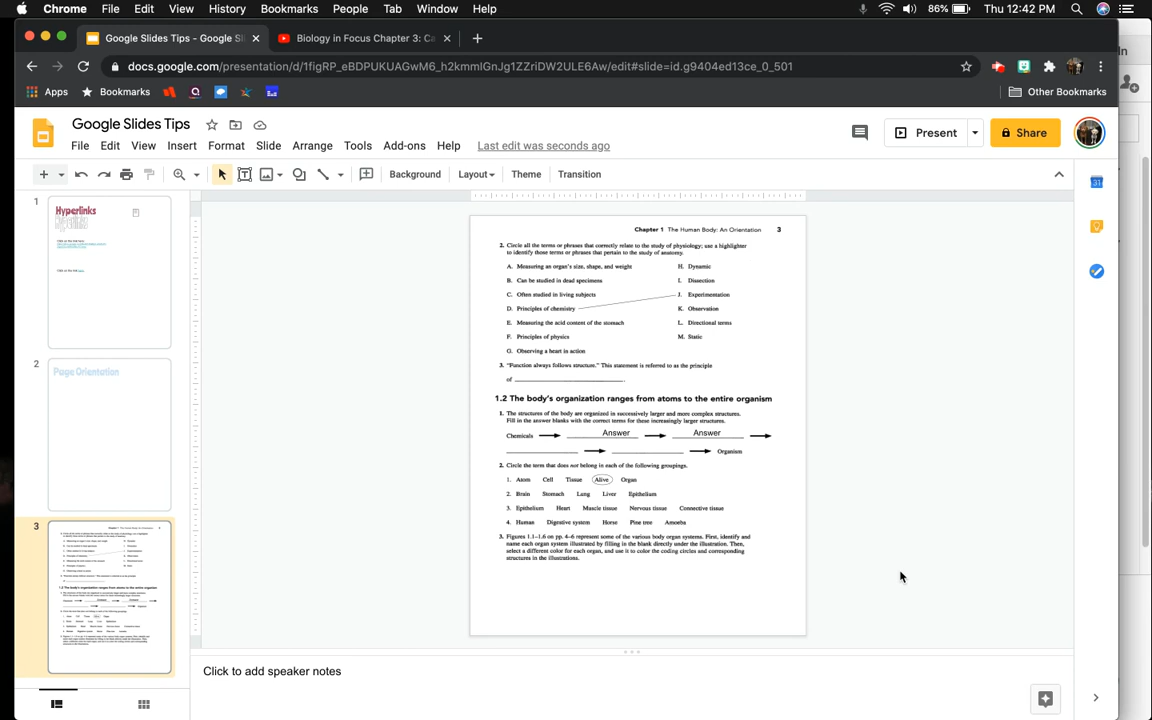 Chrome File Edit View History Bookmarks People Tab Window Help 86% Thu 12:42 PM
Google Slides Tips - Google Sl Biology in Focus Chapter 3: Ca
docs.google.com/presentation/d/1figRP_eBDPUKUAGwM6_h2kmmIGnJg1ZZriDW2ULE6Aw/edit#slide=id.g9404ed13ce_0_501
Apps Bookmarks Other Bookmarks
Google Slides Tips
File Edit View Insert Format Slide Arrange Tools Add-ons Help Last edit was seconds ago
Present Share
Background Layout Theme Transition
1
Hyperlinks
2
Page Orientation
3
Chapter 1 The Human Body: An Orientation 3
2. Circle all the terms or phrases that correctly relate to the study of physiology; use a highlighter
to identify those terms or phrases that pertain to the study of anatomy.
A. Measuring an organ's size, shape, and weight H. Dynamic
B. Can be studied in dead specimens I. Dissection
C. Often studied in living subjects J. Experimentation
D. Principles of chemistry K. Observation
E. Measuring the acid content of the stomach L. Directional terms
F. Principles of physics M. Static
G. Observing a heart in action
3. "Function always follows structure." This statement is referred to as the principle
of ____________________.
1.2 The body's organization ranges from atoms to the entire organism
1. The structures of the body are organized in successively larger and more complex structures.
Fill in the answer blanks with the correct terms for these increasingly larger structures.
Chemicals Answer Answer
Organism
2. Circle the term that does not belong in each of the following groupings.
1. Atom Cell Tissue Alive Organ
2. Brain Stomach Lung Liver Epithelium
3. Epithelium Heart Muscle tissue Nervous tissue Connective tissue
4. Human Digestive system Horse Pine tree Amoeba
3. Figures 1.1–1.6 on pp. 4–6 represent some of the various body organ systems. First, identify and
name each organ system illustrated by filling in the blank directly under the illustration. Then,
select a different color for each organ, and use it to color the coding circles and corresponding
structures in the illustrations.
Click to add speaker notes